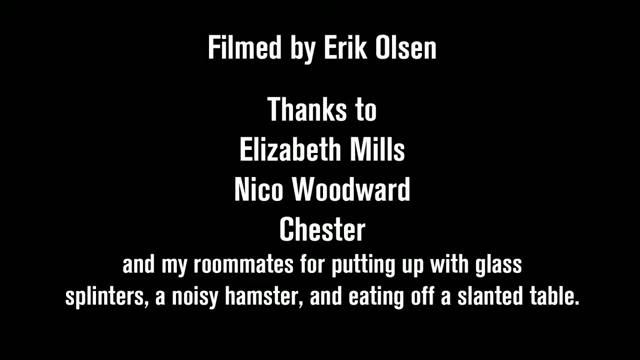 Filmed by Erik Olsen
Thanks to
Elizabeth Mills
Nico Woodward
Chester
and my roommates for putting up with glass
splinters, a noisy hamster, and eating off a slanted table.